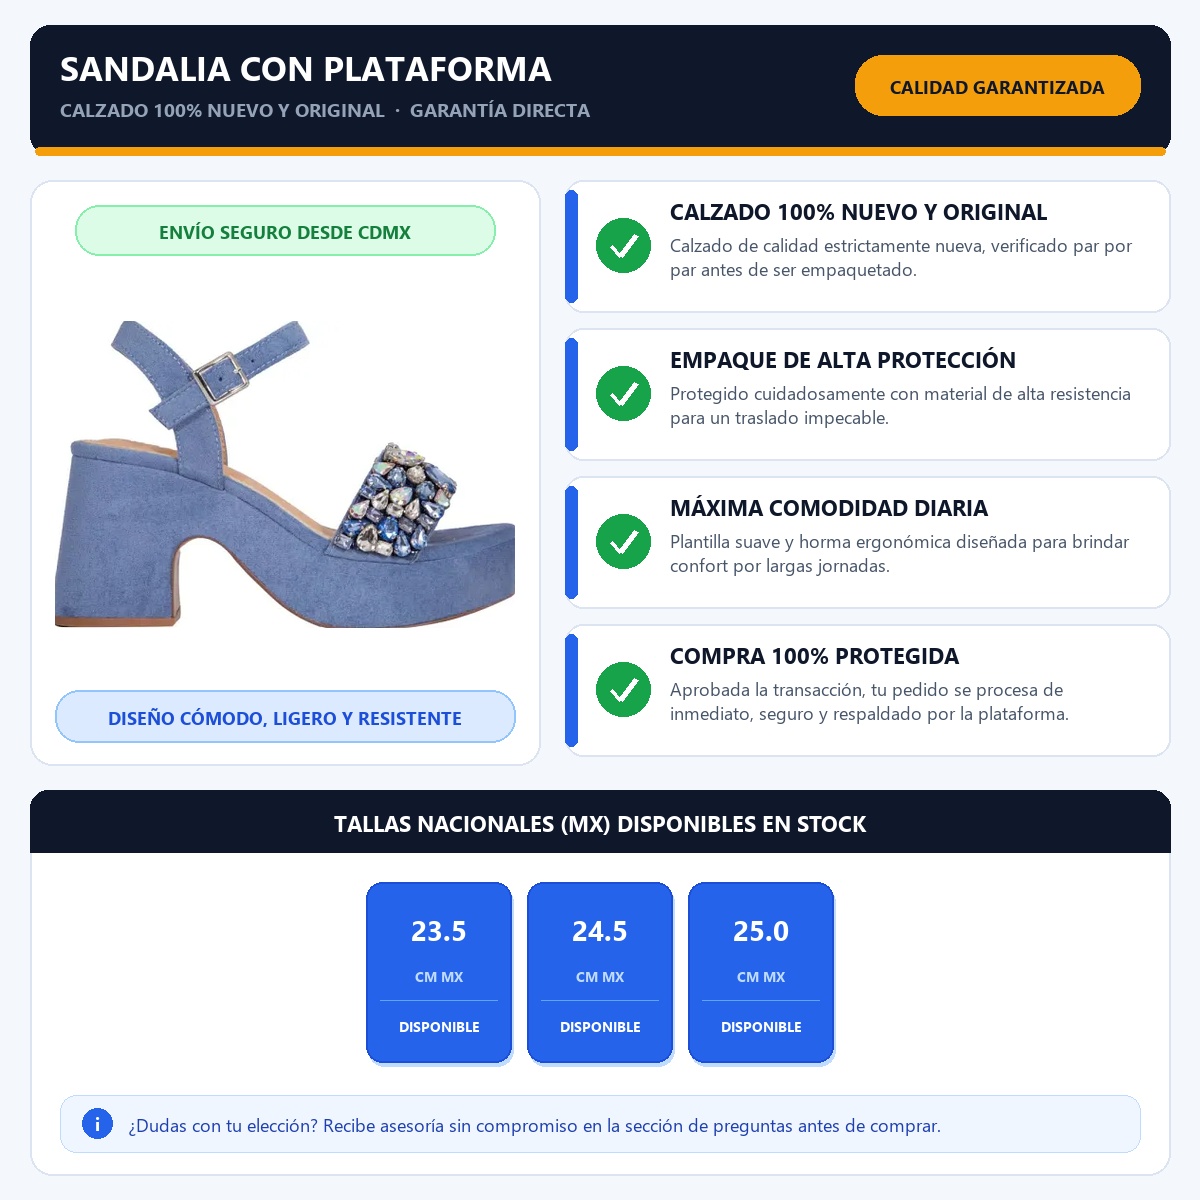 SANDALIA CON PLATAFORMA
CALZADO 100% NUEVO Y ORIGINAL · GARANTÍA DIRECTA
CALIDAD GARANTIZADA
ENVÍO SEGURO DESDE CDMX
DISEÑO CÓMODO, LIGERO Y RESISTENTE
CALZADO 100% NUEVO Y ORIGINAL
Calzado de calidad estrictamente nueva, verificado par por
par antes de ser empaquetado.
EMPAQUE DE ALTA PROTECCIÓN
Protegido cuidadosamente con material de alta resistencia
para un traslado impecable.
MÁXIMA COMODIDAD DIARIA
Plantilla suave y horma ergonómica diseñada para brindar
confort por largas jornadas.
COMPRA 100% PROTEGIDA
Aprobada la transacción, tu pedido se procesa de
inmediato, seguro y respaldado por la plataforma.
TALLAS NACIONALES (MX) DISPONIBLES EN STOCK
23.5
CM MX
DISPONIBLE
24.5
CM MX
DISPONIBLE
25.0
CM MX
DISPONIBLE
¿Dudas con tu elección? Recibe asesoría sin compromiso en la sección de preguntas antes de comprar.